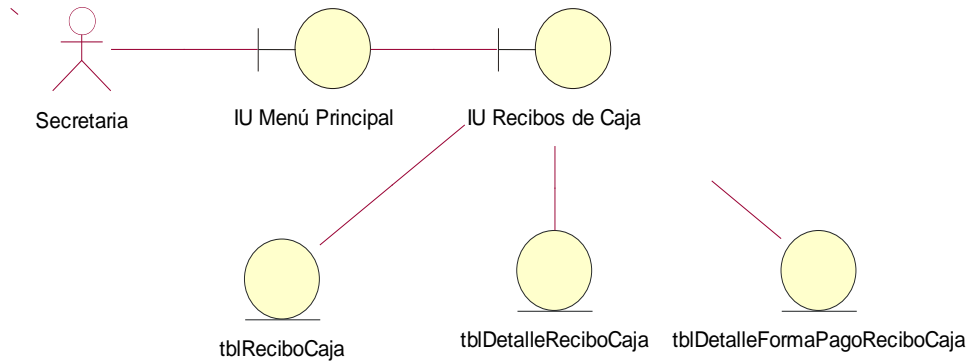 Secretaria
IU Menú Principal
IU Recibos de Caja
tblReciboCaja
tblDetalleReciboCaja
tblDetalleFormaPagoReciboCaja